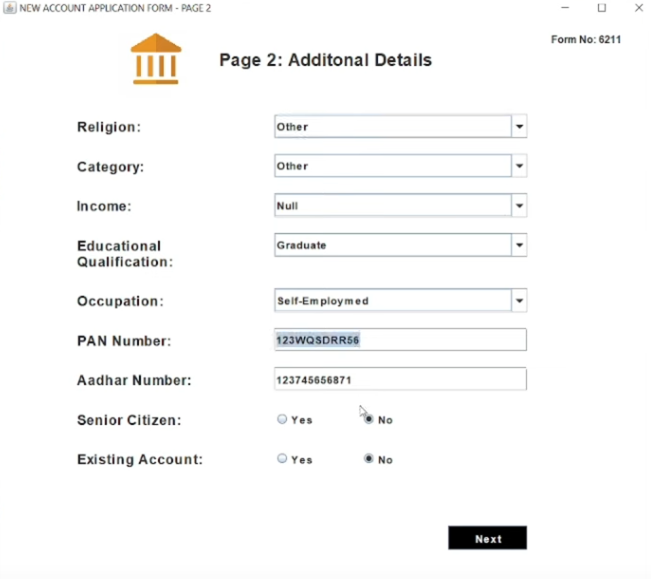 NEW ACCOUNT APPLICATION FORM - PAGE 2
Form No: 6211
Page 2: Additonal Details
Religion: Other
Category: Other
Income: Null
Educational Qualification: Graduate
Occupation: Self-Employmed
PAN Number: 123WQSDRR56
Aadhar Number: 123745656871
Senior Citizen: Yes No
Existing Account: Yes No
Next